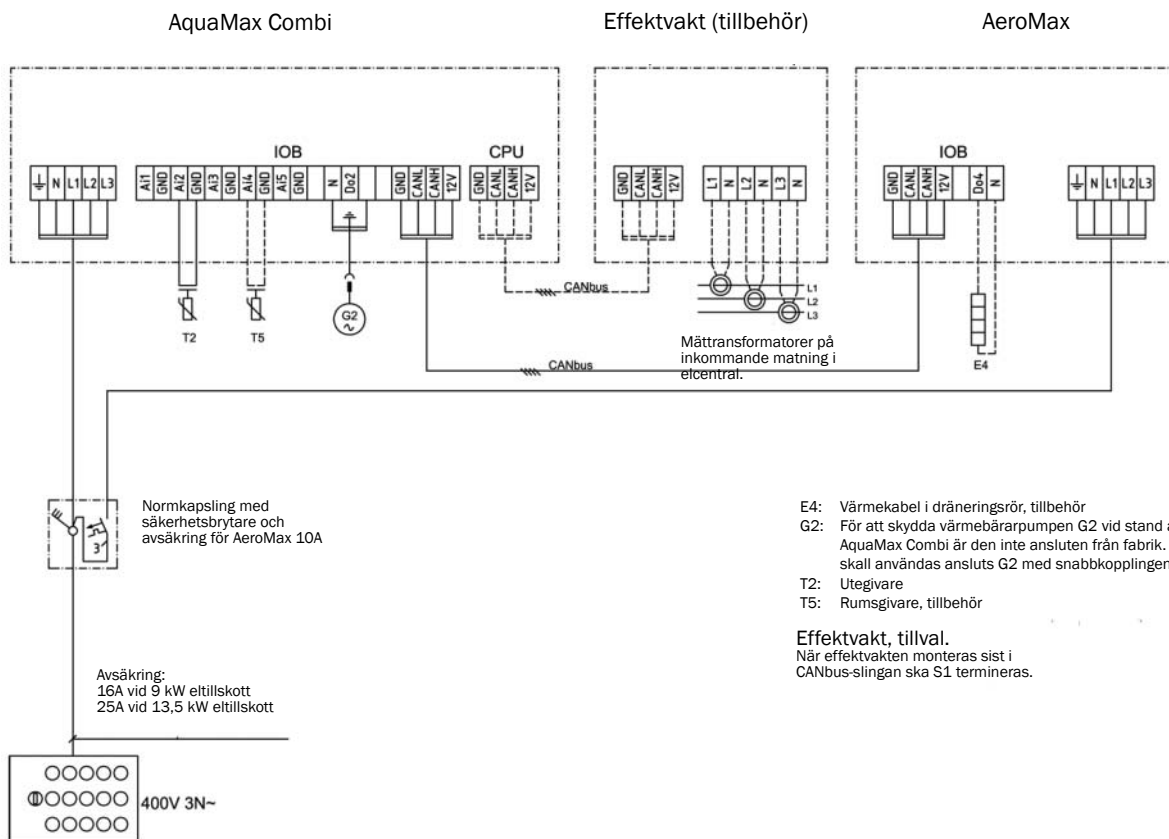 AquaMax Combi
Effektvakt (tillbehör)
AeroMax
IOB
CPU
IOB
N L1 L2 L3
Ai1 GND Ai2 GND Ai3 GND Ai4 GND Ai5 GND N Do2 GND CANL CANH 12V
GND CANL CANH 12V
GND CANL CANH 12V
L1 N L2 N L3 N
GND CANL CANH 12V Do4 N
N L1 L2 L3
CANbus
L1
L2
L3
T2
T5
G2
~
Mättransformatorer på
inkommande matning i
elcentral.
CANbus
E4
Normkapsling med
säkerhetsbrytare och
avsäkring för AeroMax 10A
3
E4: Värmekabel i dräneringsrör, tillbehör
G2: För att skydda värmebärarpumpen G2 vid stand a
AquaMax Combi är den inte ansluten från fabrik.
skall användas ansluts G2 med snabbkopplingen
T2: Utegivare
T5: Rumsgivare, tillbehör
Effektvakt, tillval.
När effektvakten monteras sist i
CANbus-slingan ska S1 termineras.
Avsäkring:
16A vid 9 kW eltillskott
25A vid 13,5 kW eltillskott
400V 3N~